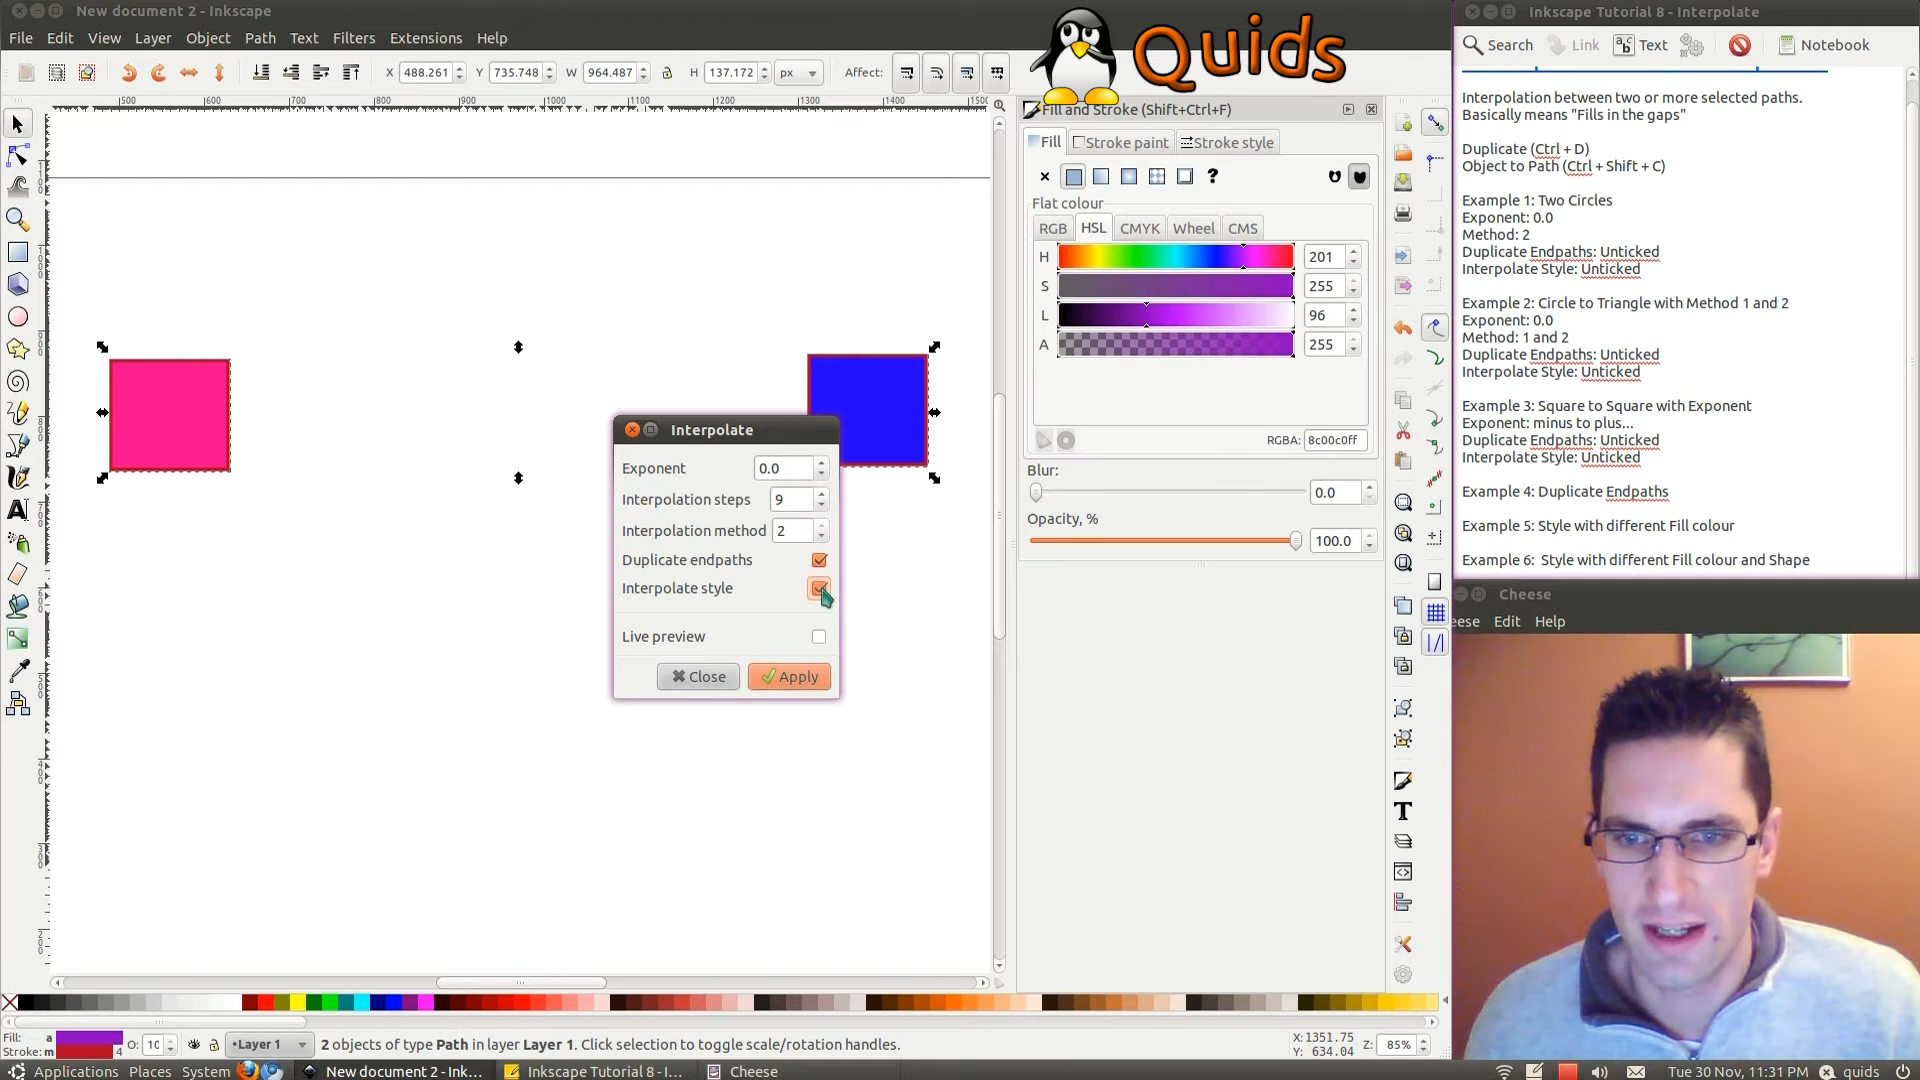 New document 2 - Inkscape
File Edit View Layer Object Path Text Filters Extensions Help
X 488.261 Y 735.748 W 964.487 H 137.172 px Affect:
Quids
Fill and Stroke (Shift+Ctrl+F)
Fill Stroke paint Stroke style
?
Flat colour
RGB HSL CMYK Wheel CMS
H 201
S 255
L 96
A 255
RGBA: 8c00c0ff
Blur:
0.0
Opacity, %
100.0
Interpolate
Exponent 0.0
Interpolation steps 9
Interpolation method 2
Duplicate endpaths
Interpolate style
Live preview
Close Apply
Inkscape Tutorial 8 - Interpolate
Search Link Text Notebook
Interpolation between two or more selected paths.
Basically means "Fills in the gaps"
Duplicate (Ctrl + D)
Object to Path (Ctrl + Shift + C)
Example 1: Two Circles
Exponent: 0.0
Method: 2
Duplicate Endpaths: Unticked
Interpolate Style: Unticked
Example 2: Circle to Triangle with Method 1 and 2
Exponent: 0.0
Method: 1 and 2
Duplicate Endpaths: Unticked
Interpolate Style: Unticked
Example 3: Square to Square with Exponent
Exponent: minus to plus...
Duplicate Endpaths: Unticked
Interpolate Style: Unticked
Example 4: Duplicate Endpaths
Example 5: Style with different Fill colour
Example 6: Style with different Fill colour and Shape
Cheese
eese Edit Help
Fill: a O: 10 Layer 1 2 objects of type Path in layer Layer 1. Click selection to toggle scale/rotation handles.
Stroke: m 4
X: 1351.75
Y: 634.04
Z: 85%
Applications Places System New document 2 - Ink... Inkscape Tutorial 8 - I... Cheese Tue 30 Nov, 11:31 PM quids